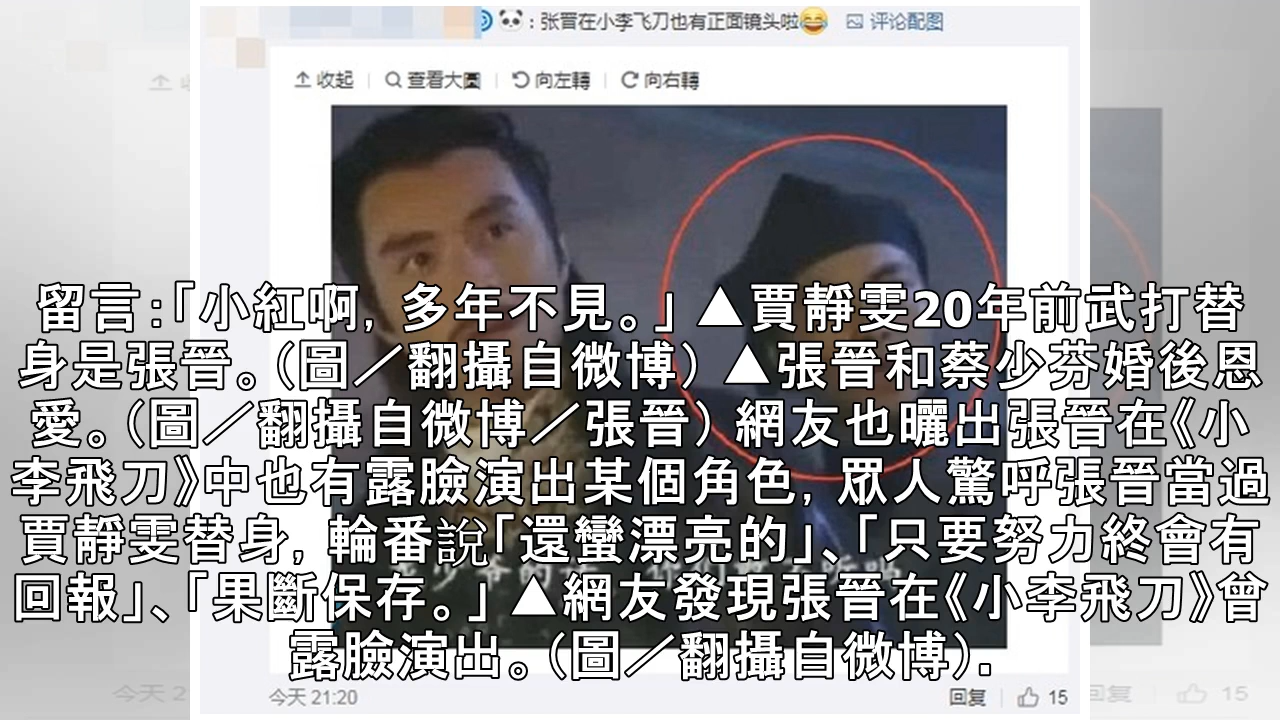 ：张晋在小李飞刀也有正面镜头啦😂 评论配图
收起 查看大圖 向左轉 向右轉
留言:「小紅啊, 多年不見。」 ▲賈靜雯20年前武打替
身是張晉。(圖／翻攝自微博) ▲張晉和蔡少芬婚後恩
愛。(圖／翻攝自微博／張晉) 網友也曬出張晉在《小
李飛刀》中也有露臉演出某個角色, 眾人驚呼張晉當過
賈靜雯替身, 輪番說「還蠻漂亮的」、「只要努力終會有
回報」、「果斷保存。」 ▲網友發現張晉在《小李飛刀》曾
露臉演出。(圖／翻攝自微博).
今天 21:20 回复 15
今天 2 回复 15